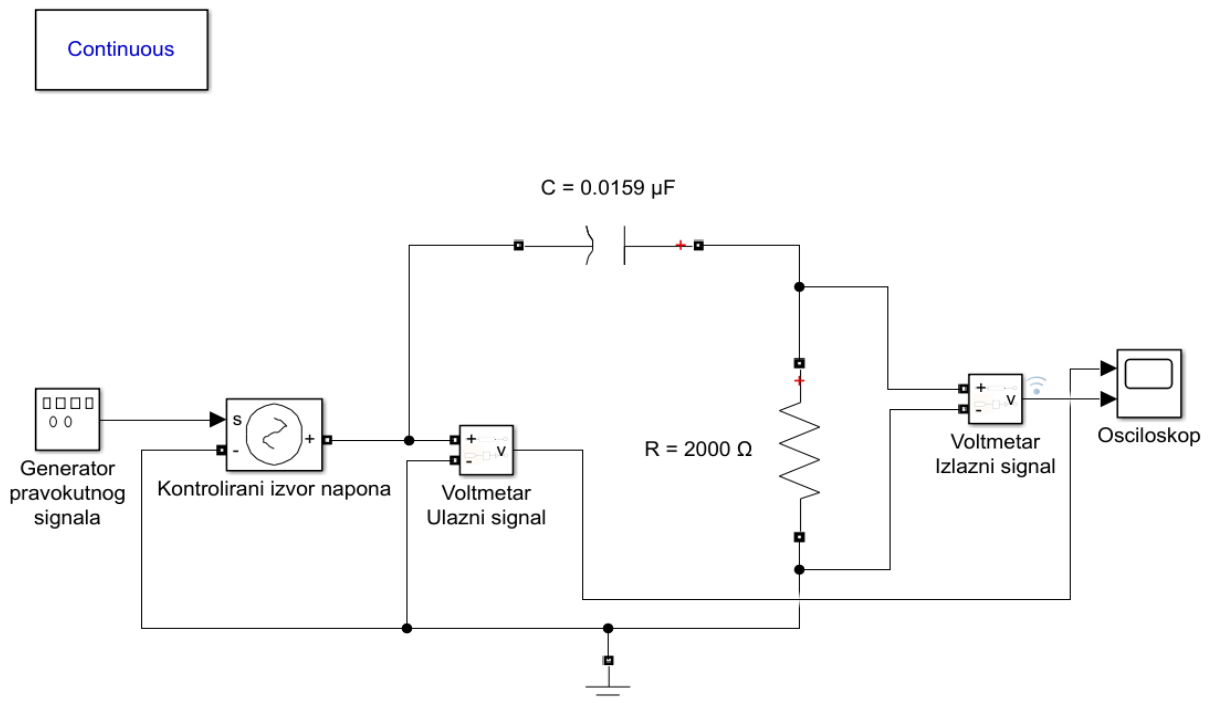 Continuous
C = 0.0159 µF
s
-
+
+
-
v
+
-
v
R = 2000 Ω
Generator
pravokutnog
signala
Kontrolirani izvor napona
Voltmetar
Ulazni signal
Voltmetar
Izlazni signal
Osciloskop
+
+